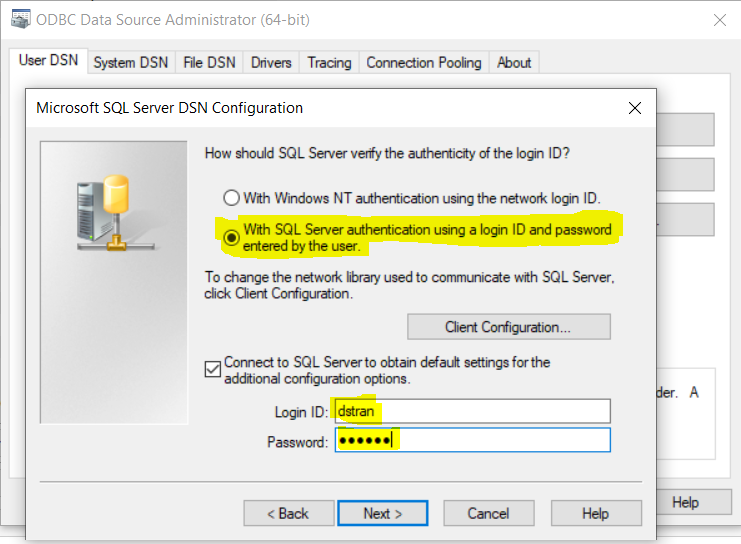 ODBC Data Source Administrator (64-bit)
User DSN System DSN File DSN Drivers Tracing Connection Pooling About
Microsoft SQL Server DSN Configuration
How should SQL Server verify the authenticity of the login ID?
With Windows NT authentication using the network login ID.
With SQL Server authentication using a login ID and password
entered by the user.
To change the network library used to communicate with SQL Server,
click Client Configuration.
Client Configuration...
Connect to SQL Server to obtain default settings for the
additional configuration options.
der. A
Login ID: dstran
Password: ●●●●●●
< Back Next > Cancel Help
Help